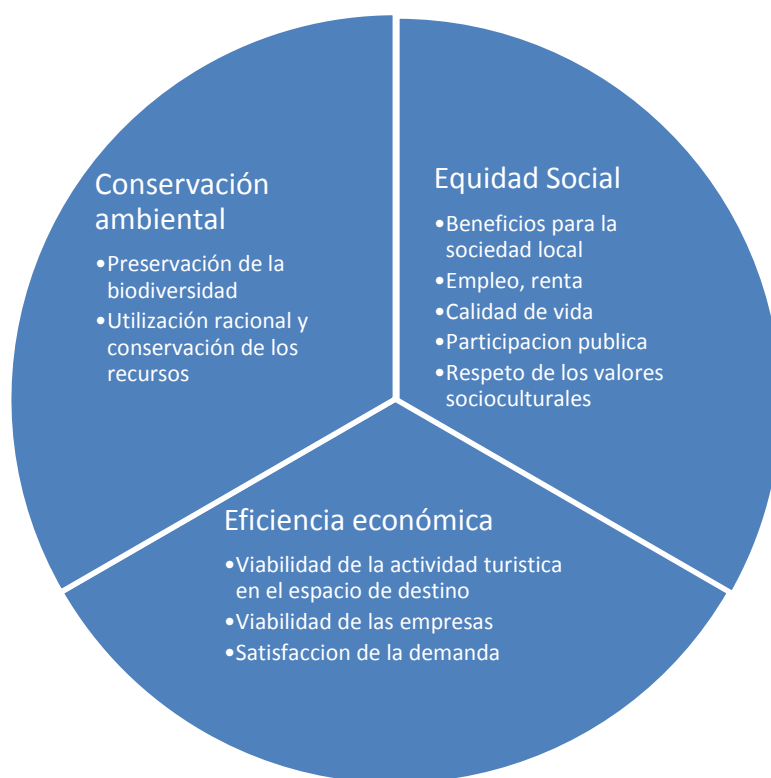 Conservación
ambiental
•Preservación de la
biodiversidad
•Utilización racional y
conservación de los
recursos
Equidad Social
•Beneficios para la
sociedad local
•Empleo, renta
•Calidad de vida
•Participacion publica
•Respeto de los valores
socioculturales
Eficiencia económica
•Viabilidad de la actividad turistica
en el espacio de destino
•Viabilidad de las empresas
•Satisfaccion de la demanda